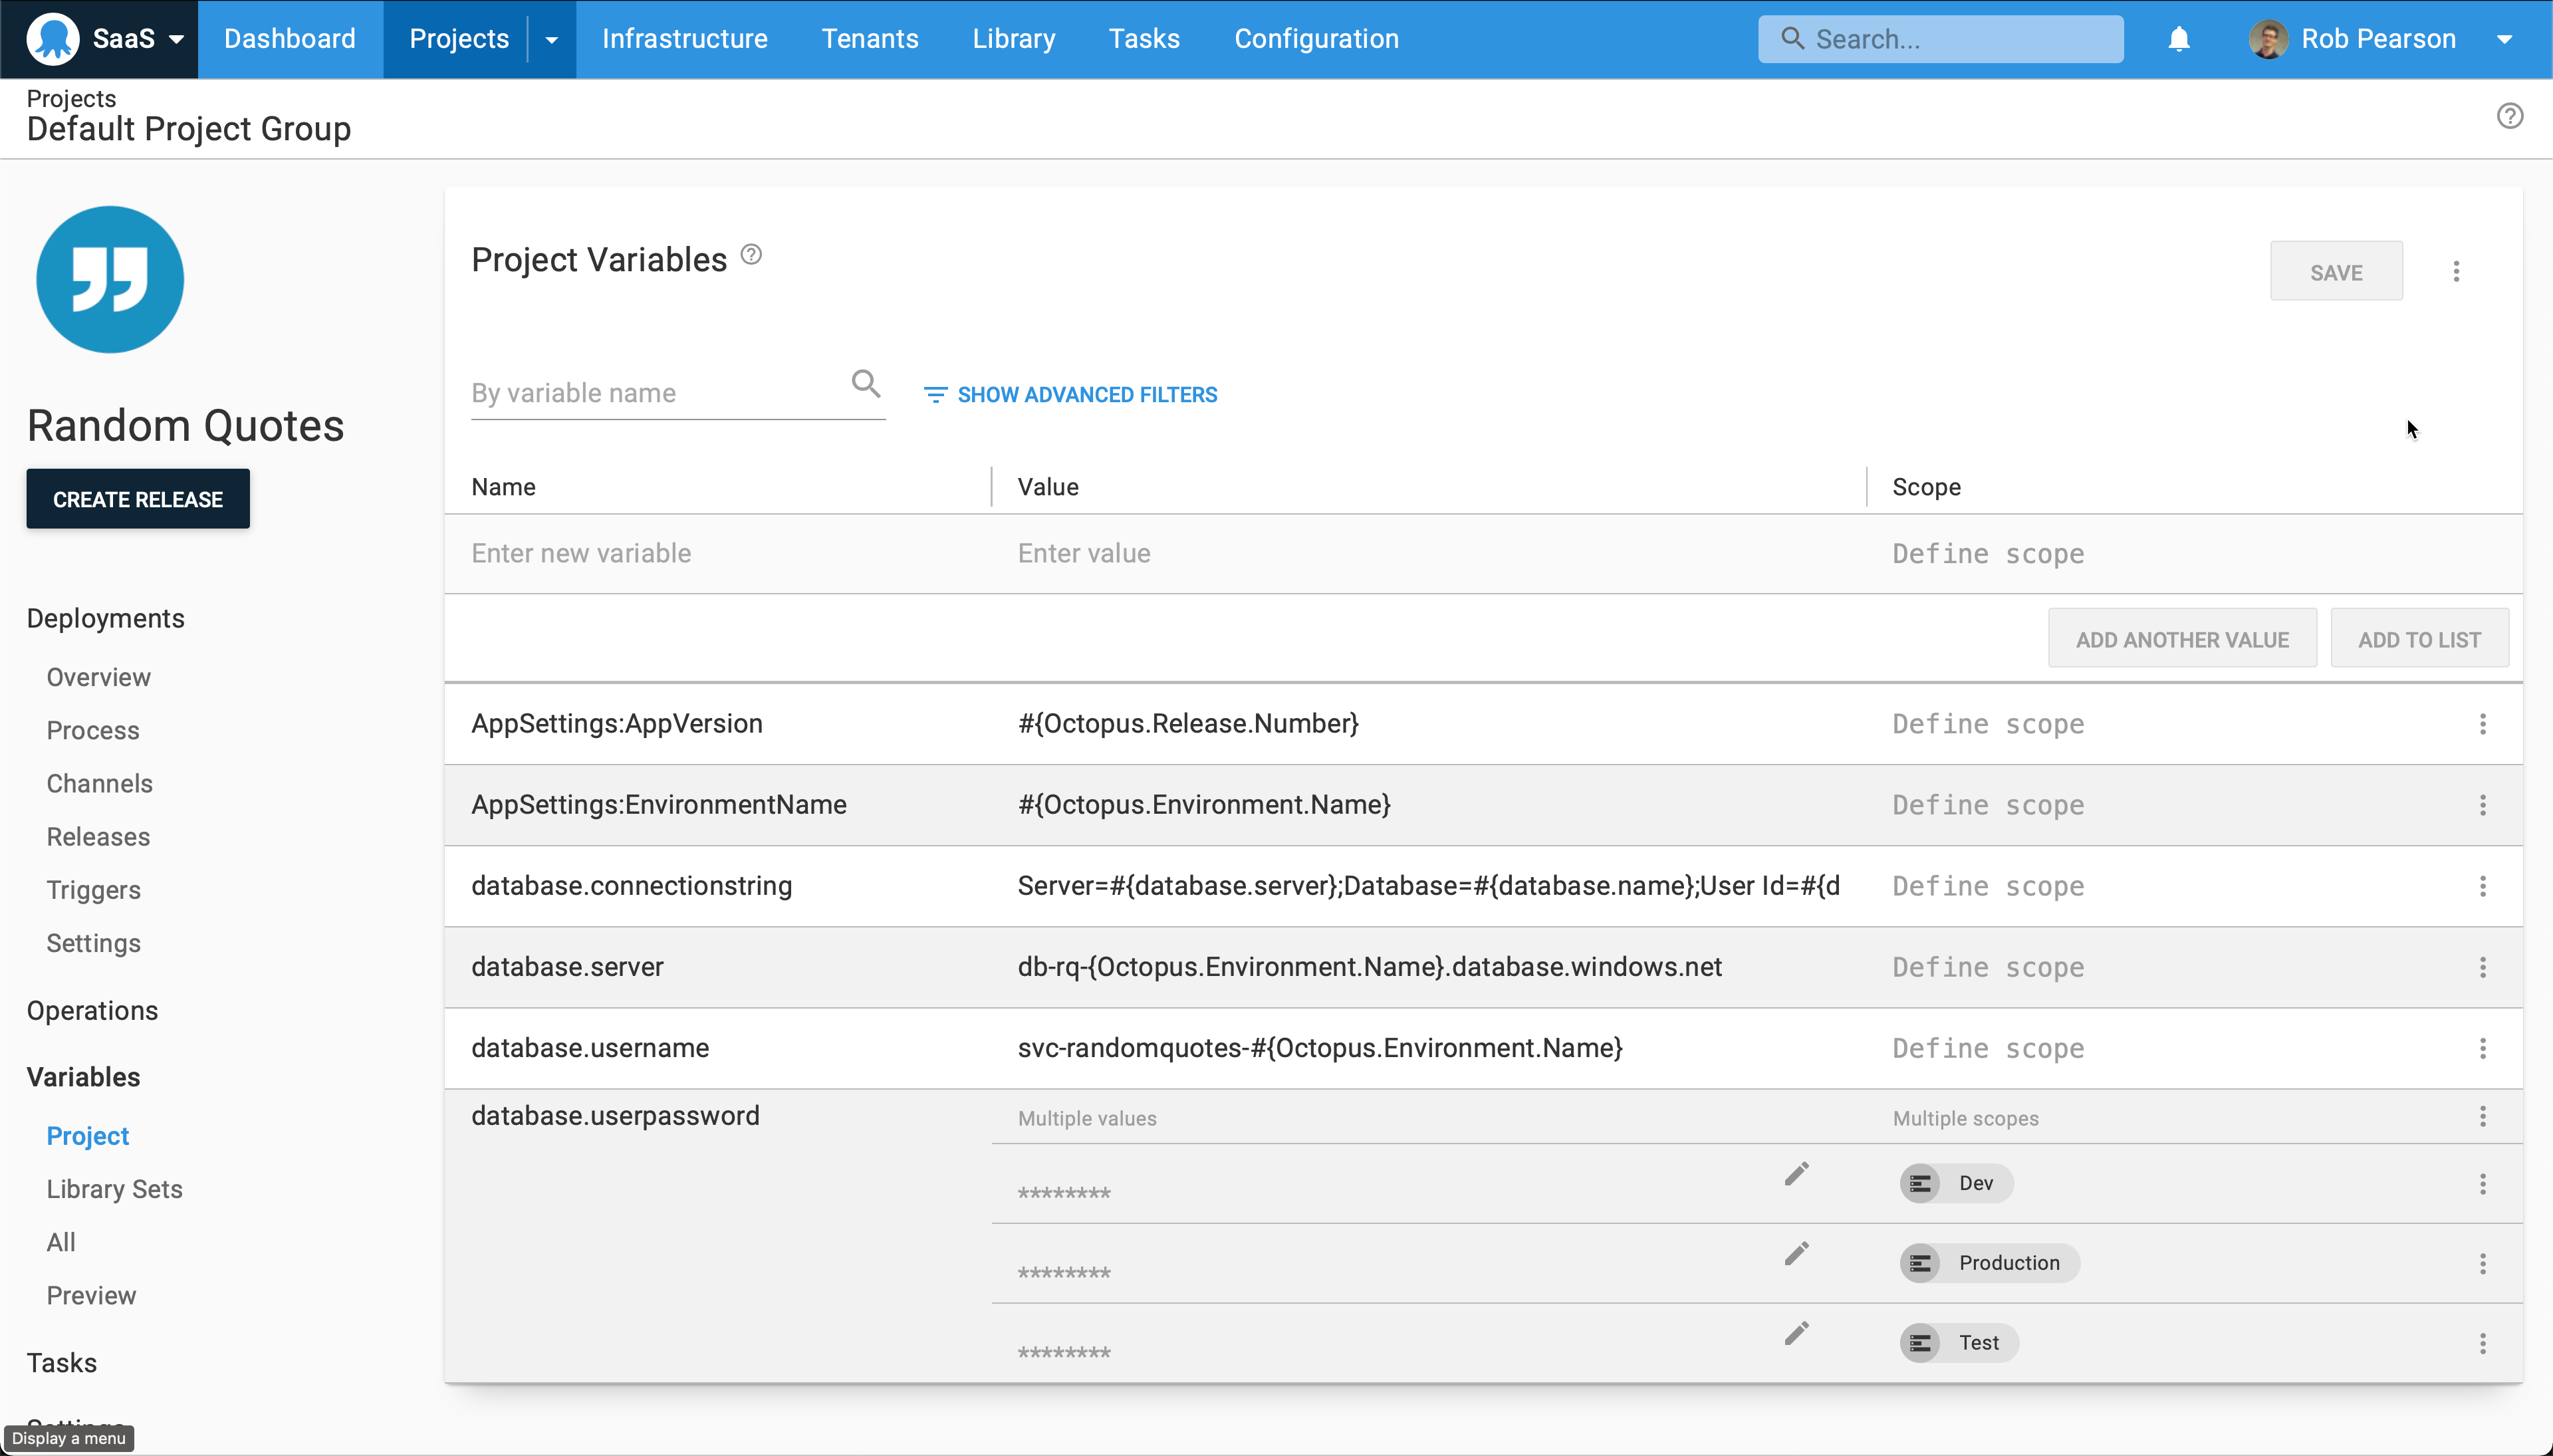 SaaS Dashboard Projects Infrastructure Tenants Library Tasks Configuration Search... Rob Pearson
Projects
Default Project Group
Random Quotes
CREATE RELEASE
Deployments
Overview
Process
Channels
Releases
Triggers
Settings
Operations
Variables
Project
Library Sets
All
Preview
Tasks
Settings
Display a menu
Project Variables
SAVE
By variable name SHOW ADVANCED FILTERS
Name Value Scope
Enter new variable Enter value Define scope
ADD ANOTHER VALUE ADD TO LIST
AppSettings:AppVersion #{Octopus.Release.Number} Define scope
AppSettings:EnvironmentName #{Octopus.Environment.Name} Define scope
database.connectionstring Server=#{database.server};Database=#{database.name};User Id=#{d Define scope
database.server db-rq-{Octopus.Environment.Name}.database.windows.net Define scope
database.username svc-randomquotes-#{Octopus.Environment.Name} Define scope
database.userpassword Multiple values Multiple scopes
******** Dev
******** Production
******** Test